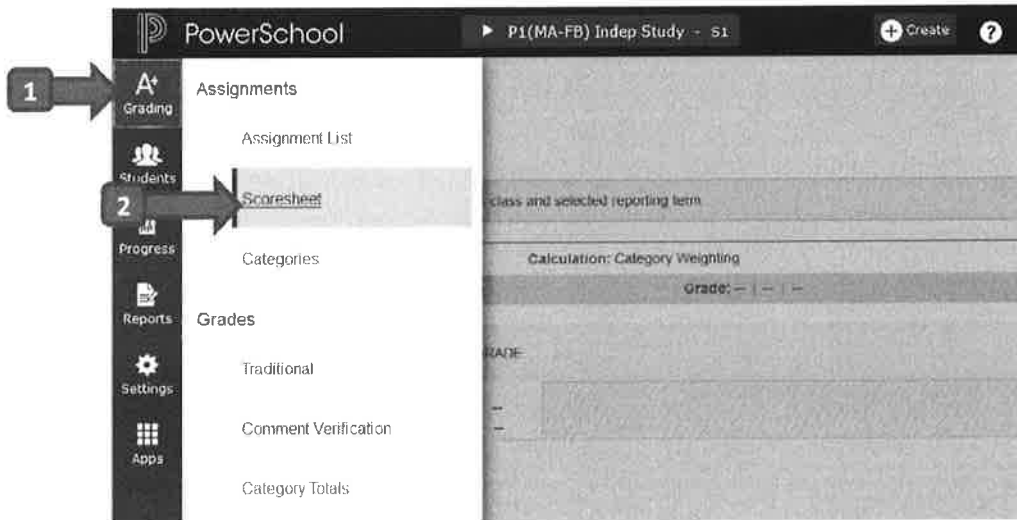 PowerSchool
P1(MA-FB) Indep Study - S1
Create
?
1
A+
Grading
Students
2
Progress
Reports
Settings
Apps
Assignments
Assignment List
Scoresheet
Categories
Grades
Traditional
Comment Verification
Category Totals
class and selected reporting term
Calculation: Category Weighting
Grade: -- | -- | --
RADE
--
--